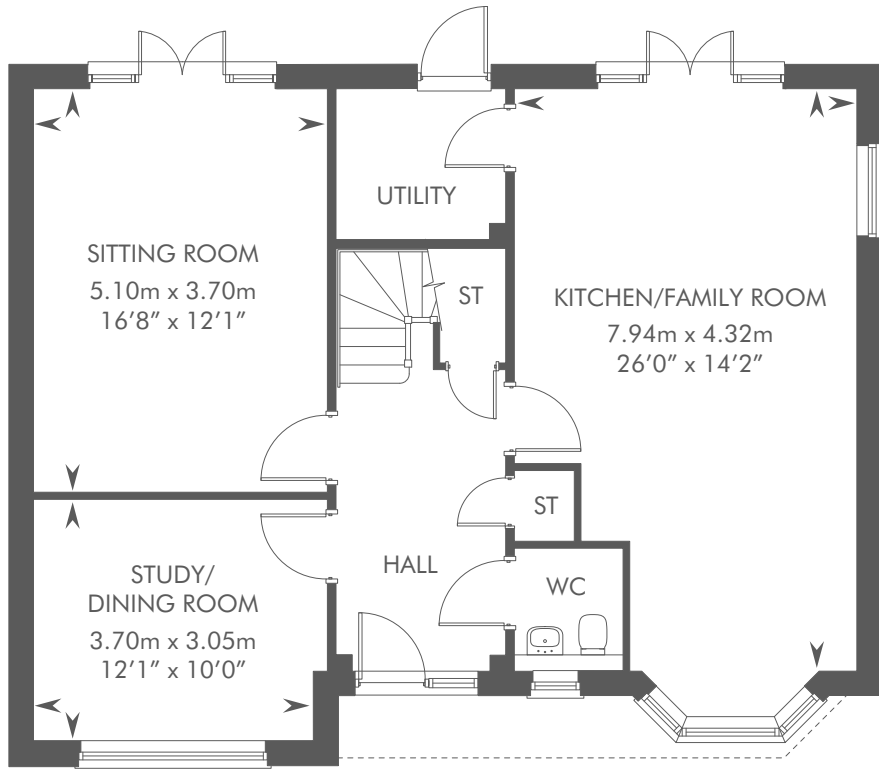 UTILITY
SITTING ROOM
5.10m x 3.70m
16’8” x 12’1”
ST
KITCHEN/FAMILY ROOM
7.94m x 4.32m
26’0” x 14’2”
ST
HALL
WC
STUDY/
DINING ROOM
3.70m x 3.05m
12’1” x 10’0”